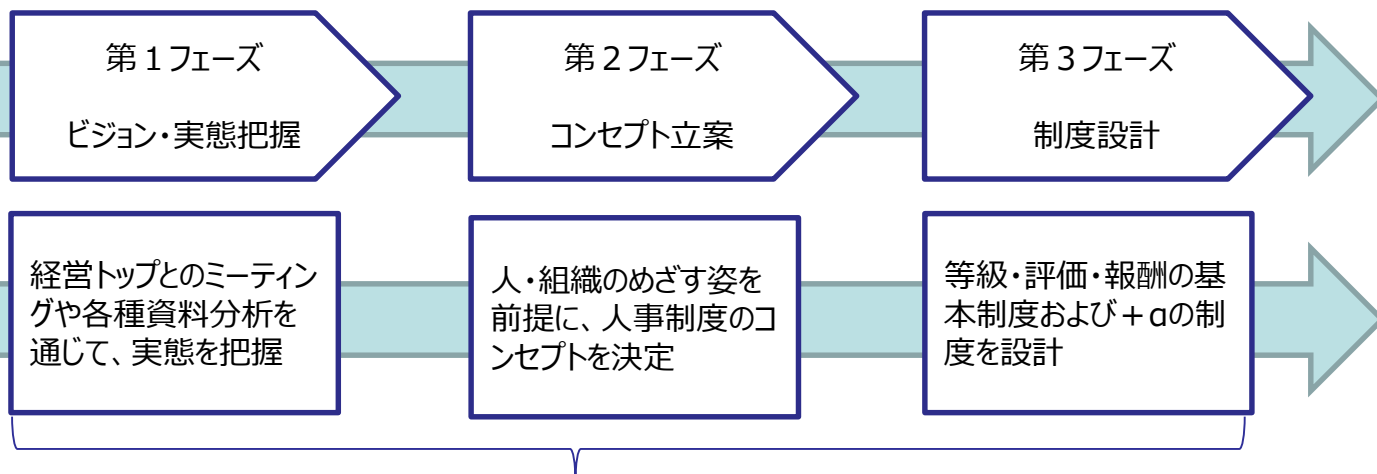 第１フェーズ
ビジョン・実態把握
第２フェーズ
コンセプト立案
第３フェーズ
制度設計
経営トップとのミーティン
グや各種資料分析を
通じて、実態を把握
人・組織のめざす姿を
前提に、人事制度のコ
ンセプトを決定
等級・評価・報酬の基
本制度および＋αの制
度を設計